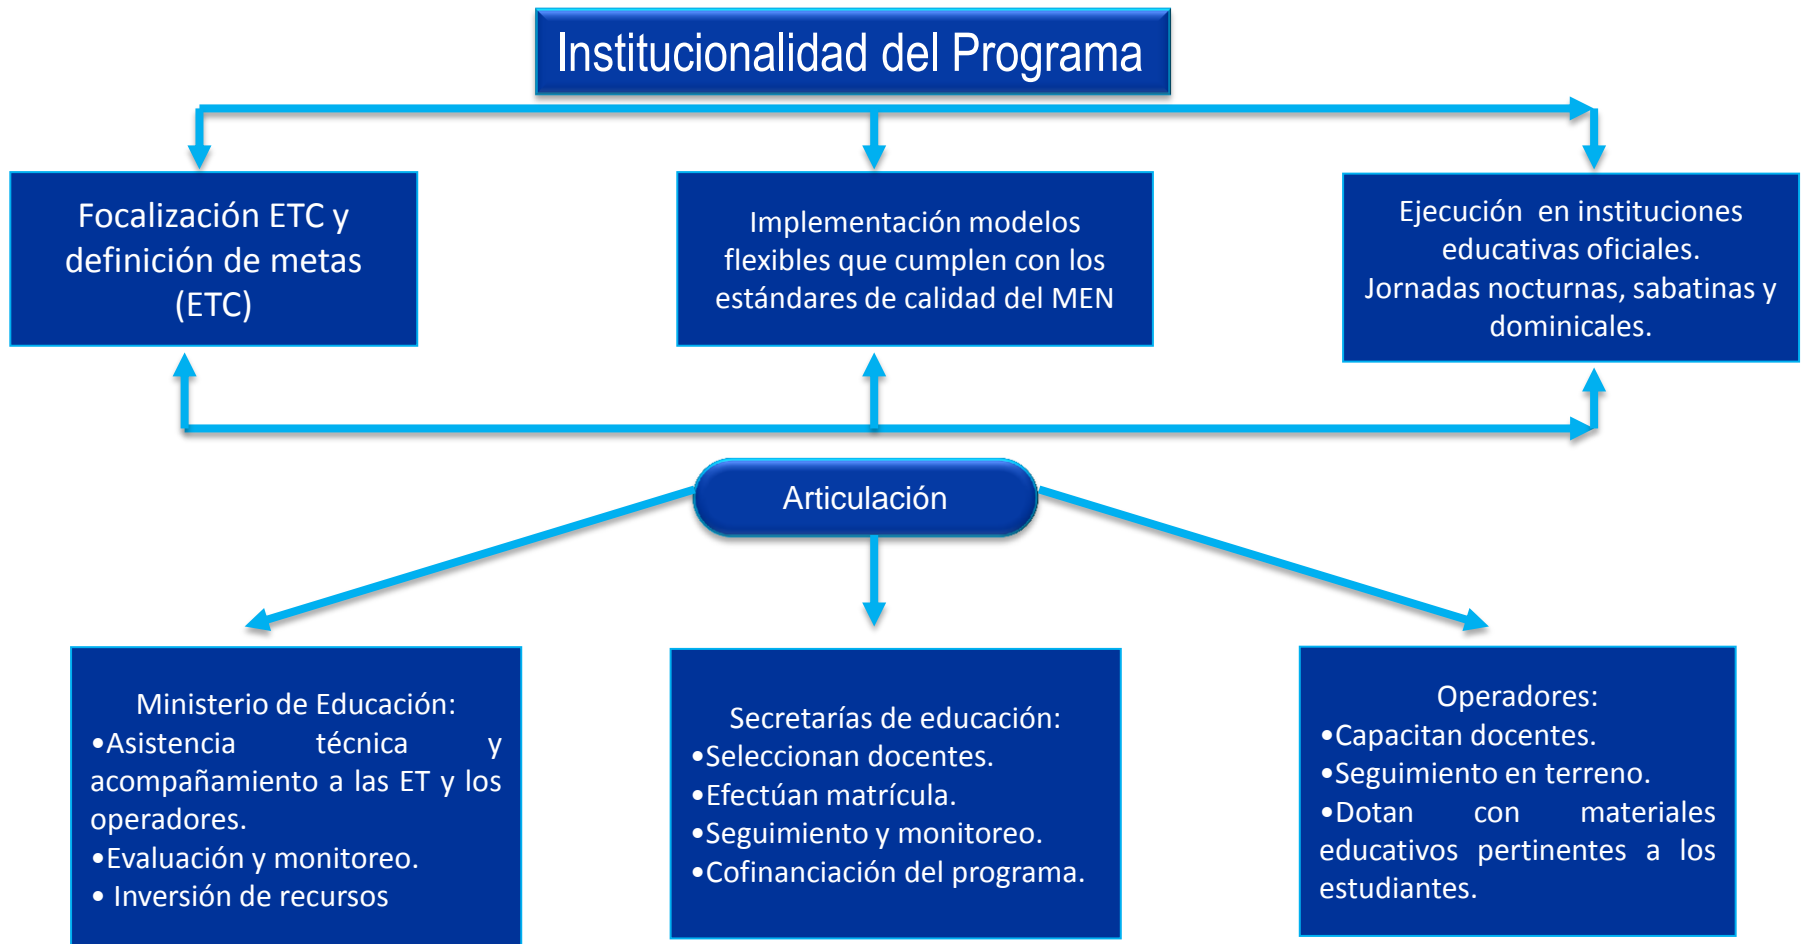 Institucionalidad del Programa
Focalización ETC y
definición de metas
(ETC)
Implementación modelos
flexibles que cumplen con los
estándares de calidad del MEN
Ejecución en instituciones
educativas oficiales.
Jornadas nocturnas, sabatinas y
dominicales.
Articulación
Ministerio de Educación:
•Asistencia técnica y
acompañamiento a las ET y los
operadores.
•Evaluación y monitoreo.
• Inversión de recursos
Secretarías de educación:
•Seleccionan docentes.
•Efectúan matrícula.
•Seguimiento y monitoreo.
•Cofinanciación del programa.
Operadores:
•Capacitan docentes.
•Seguimiento en terreno.
•Dotan con materiales
educativos pertinentes a los
estudiantes.